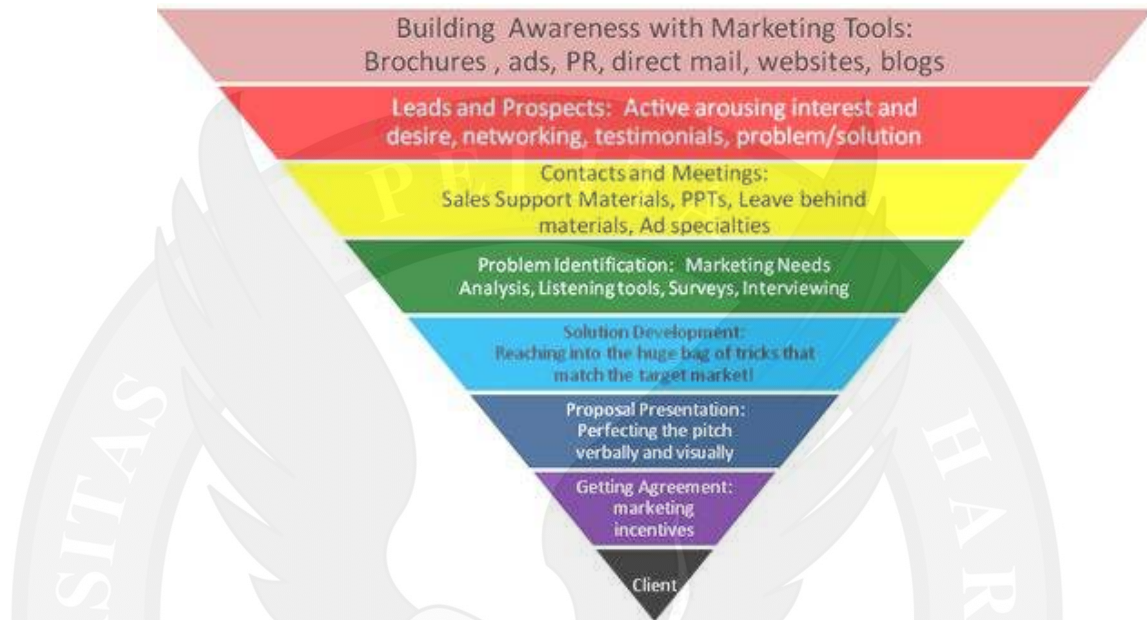 Building Awareness with Marketing Tools:
Brochures , ads, PR, direct mail, websites, blogs
Leads and Prospects: Active arousing interest and
desire, networking, testimonials, problem/solution
Contacts and Meetings:
Sales Support Materials, PPTs, Leave behind
materials, Ad specialties
Problem Identification: Marketing Needs
Analysis, Listening tools, Surveys, Interviewing
Solution Development:
Reaching into the huge bag of tricks that
match the target market!
Proposal Presentation:
Perfecting the pitch
verbally and visually
Getting Agreement:
marketing
incentives
Client
PELITA
HAR
SITAS